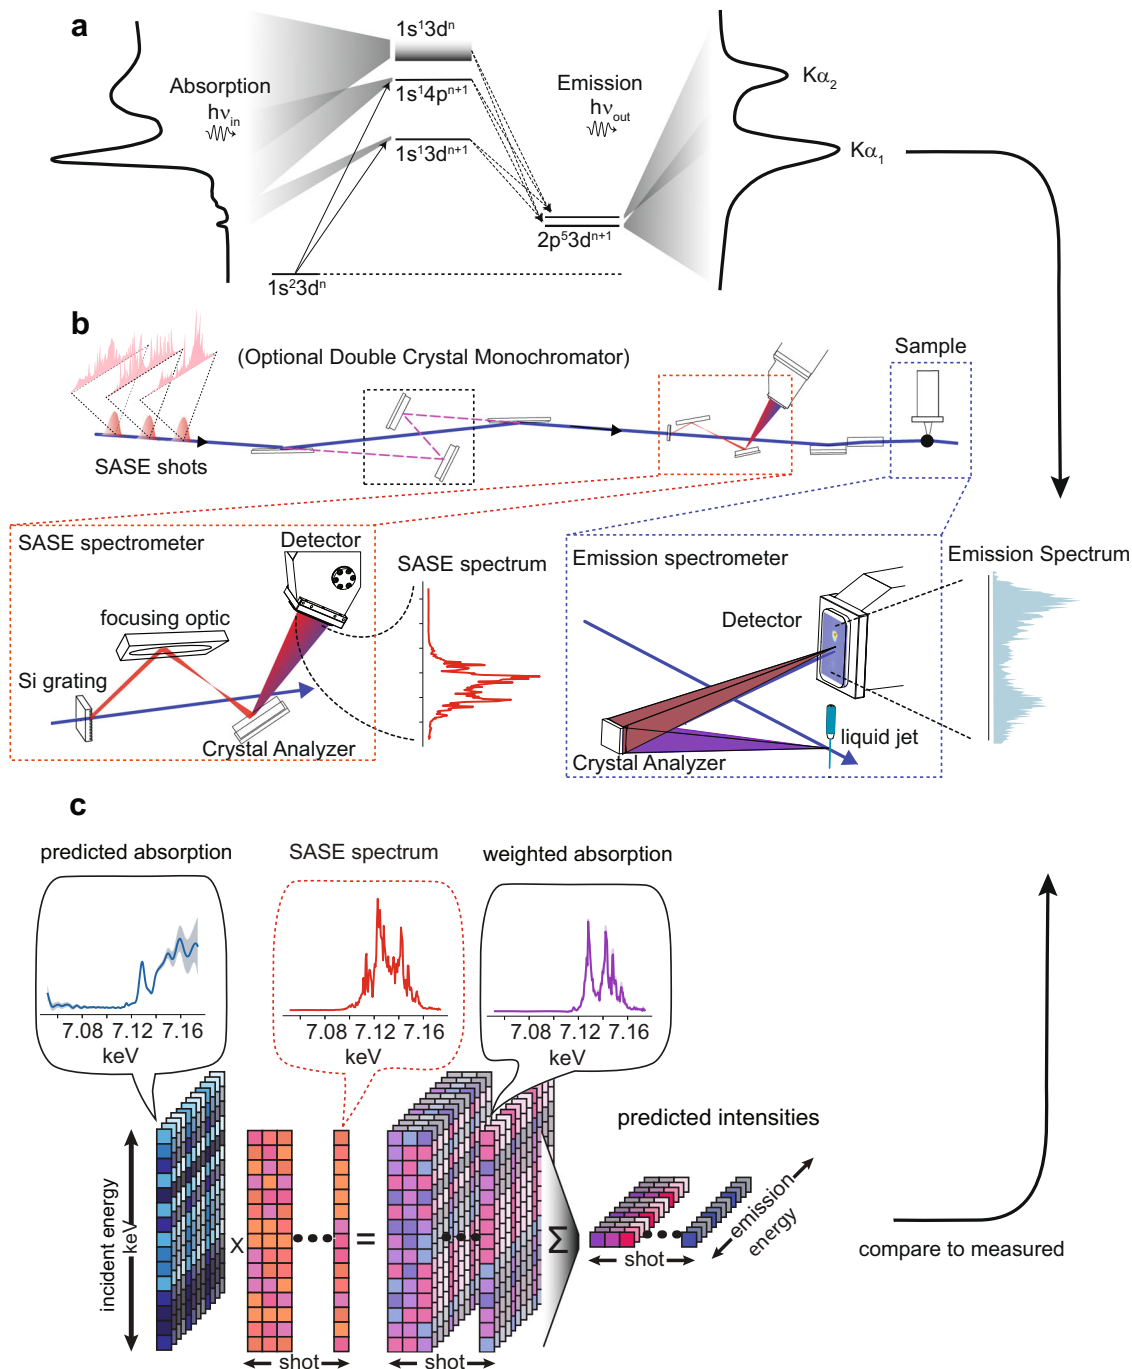 a
1s¹3dⁿ
Absorption
hν_in
1s¹4pⁿ⁺¹
1s¹3dⁿ⁺¹
Emission
hν_out
2p⁵3dⁿ⁺¹
1s²3dⁿ
Kα₂
Kα₁
b
(Optional Double Crystal Monochromator)
Sample
SASE shots
SASE spectrometer
Detector
focusing optic
Si grating
Crystal Analyzer
SASE spectrum
Emission spectrometer
Detector
Crystal Analyzer
liquid jet
Emission Spectrum
c
predicted absorption
SASE spectrum
weighted absorption
7.08 7.12 7.16
keV
7.08 7.12 7.16
keV
7.08 7.12 7.16
keV
incident energy
keV
x
=
Σ
shot
shot
predicted intensities
shot
emission
energy
compare to measured